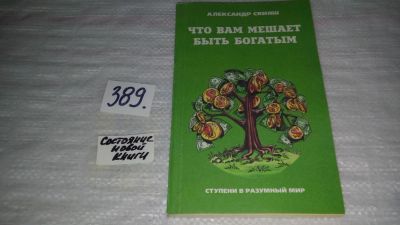 АЛЕКСАНДР СВИЯШ
ЧТО ВАМ МЕШАЕТ
БЫТЬ БОГАТЫМ
389.
Состояние
новой
книги
СТУПЕНИ В РАЗУМНЫЙ МИР